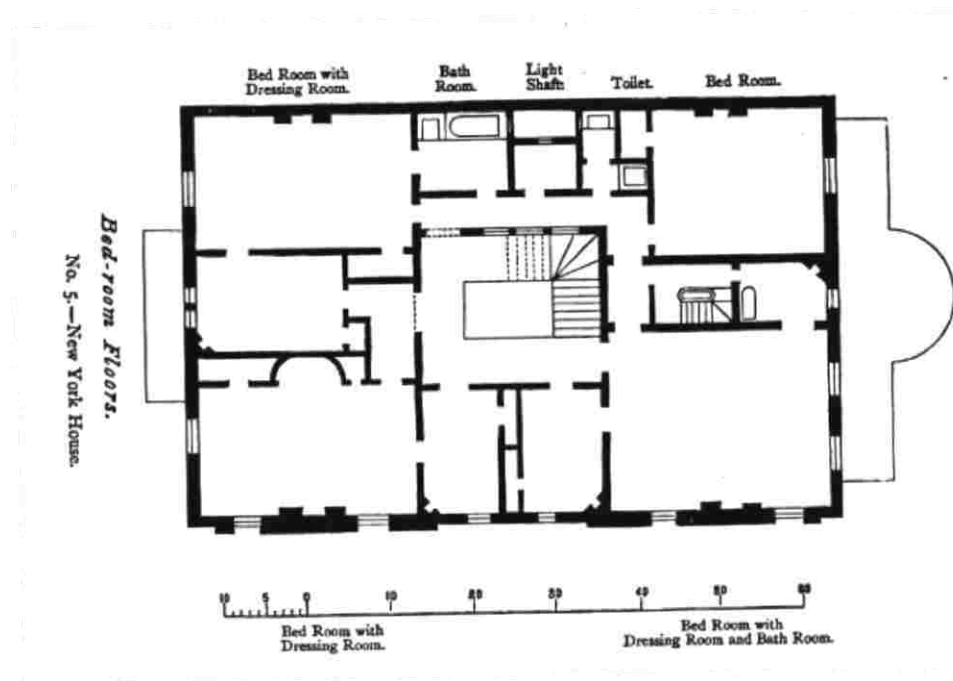 Bed Room with
Dressing Room.
Bath
Room.
Light
Shaft.
Toilet.
Bed Room.
Bed-room Floors.
No. 5.—New York House.
10 5 0 10 20 30 40 50 60
Bed Room with
Dressing Room.
Bed Room with
Dressing Room and Bath Room.